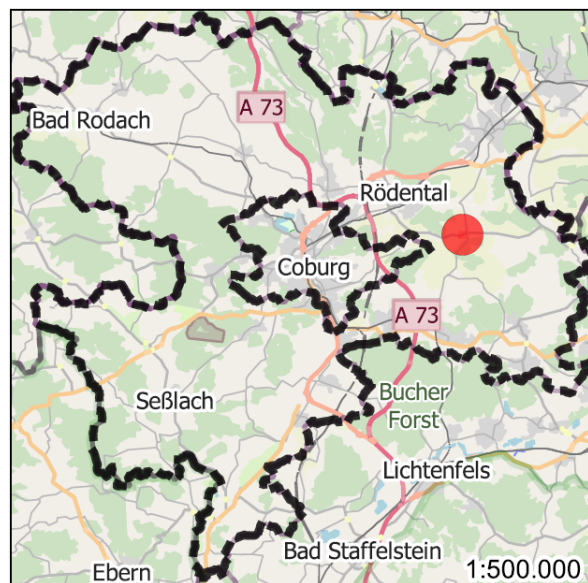 A 73
Bad Rodach
Rödental
Coburg
A 73
Seßlach
Bucher
Forst
Lichtenfels
Bad Staffelstein
Ebern
1:500.000